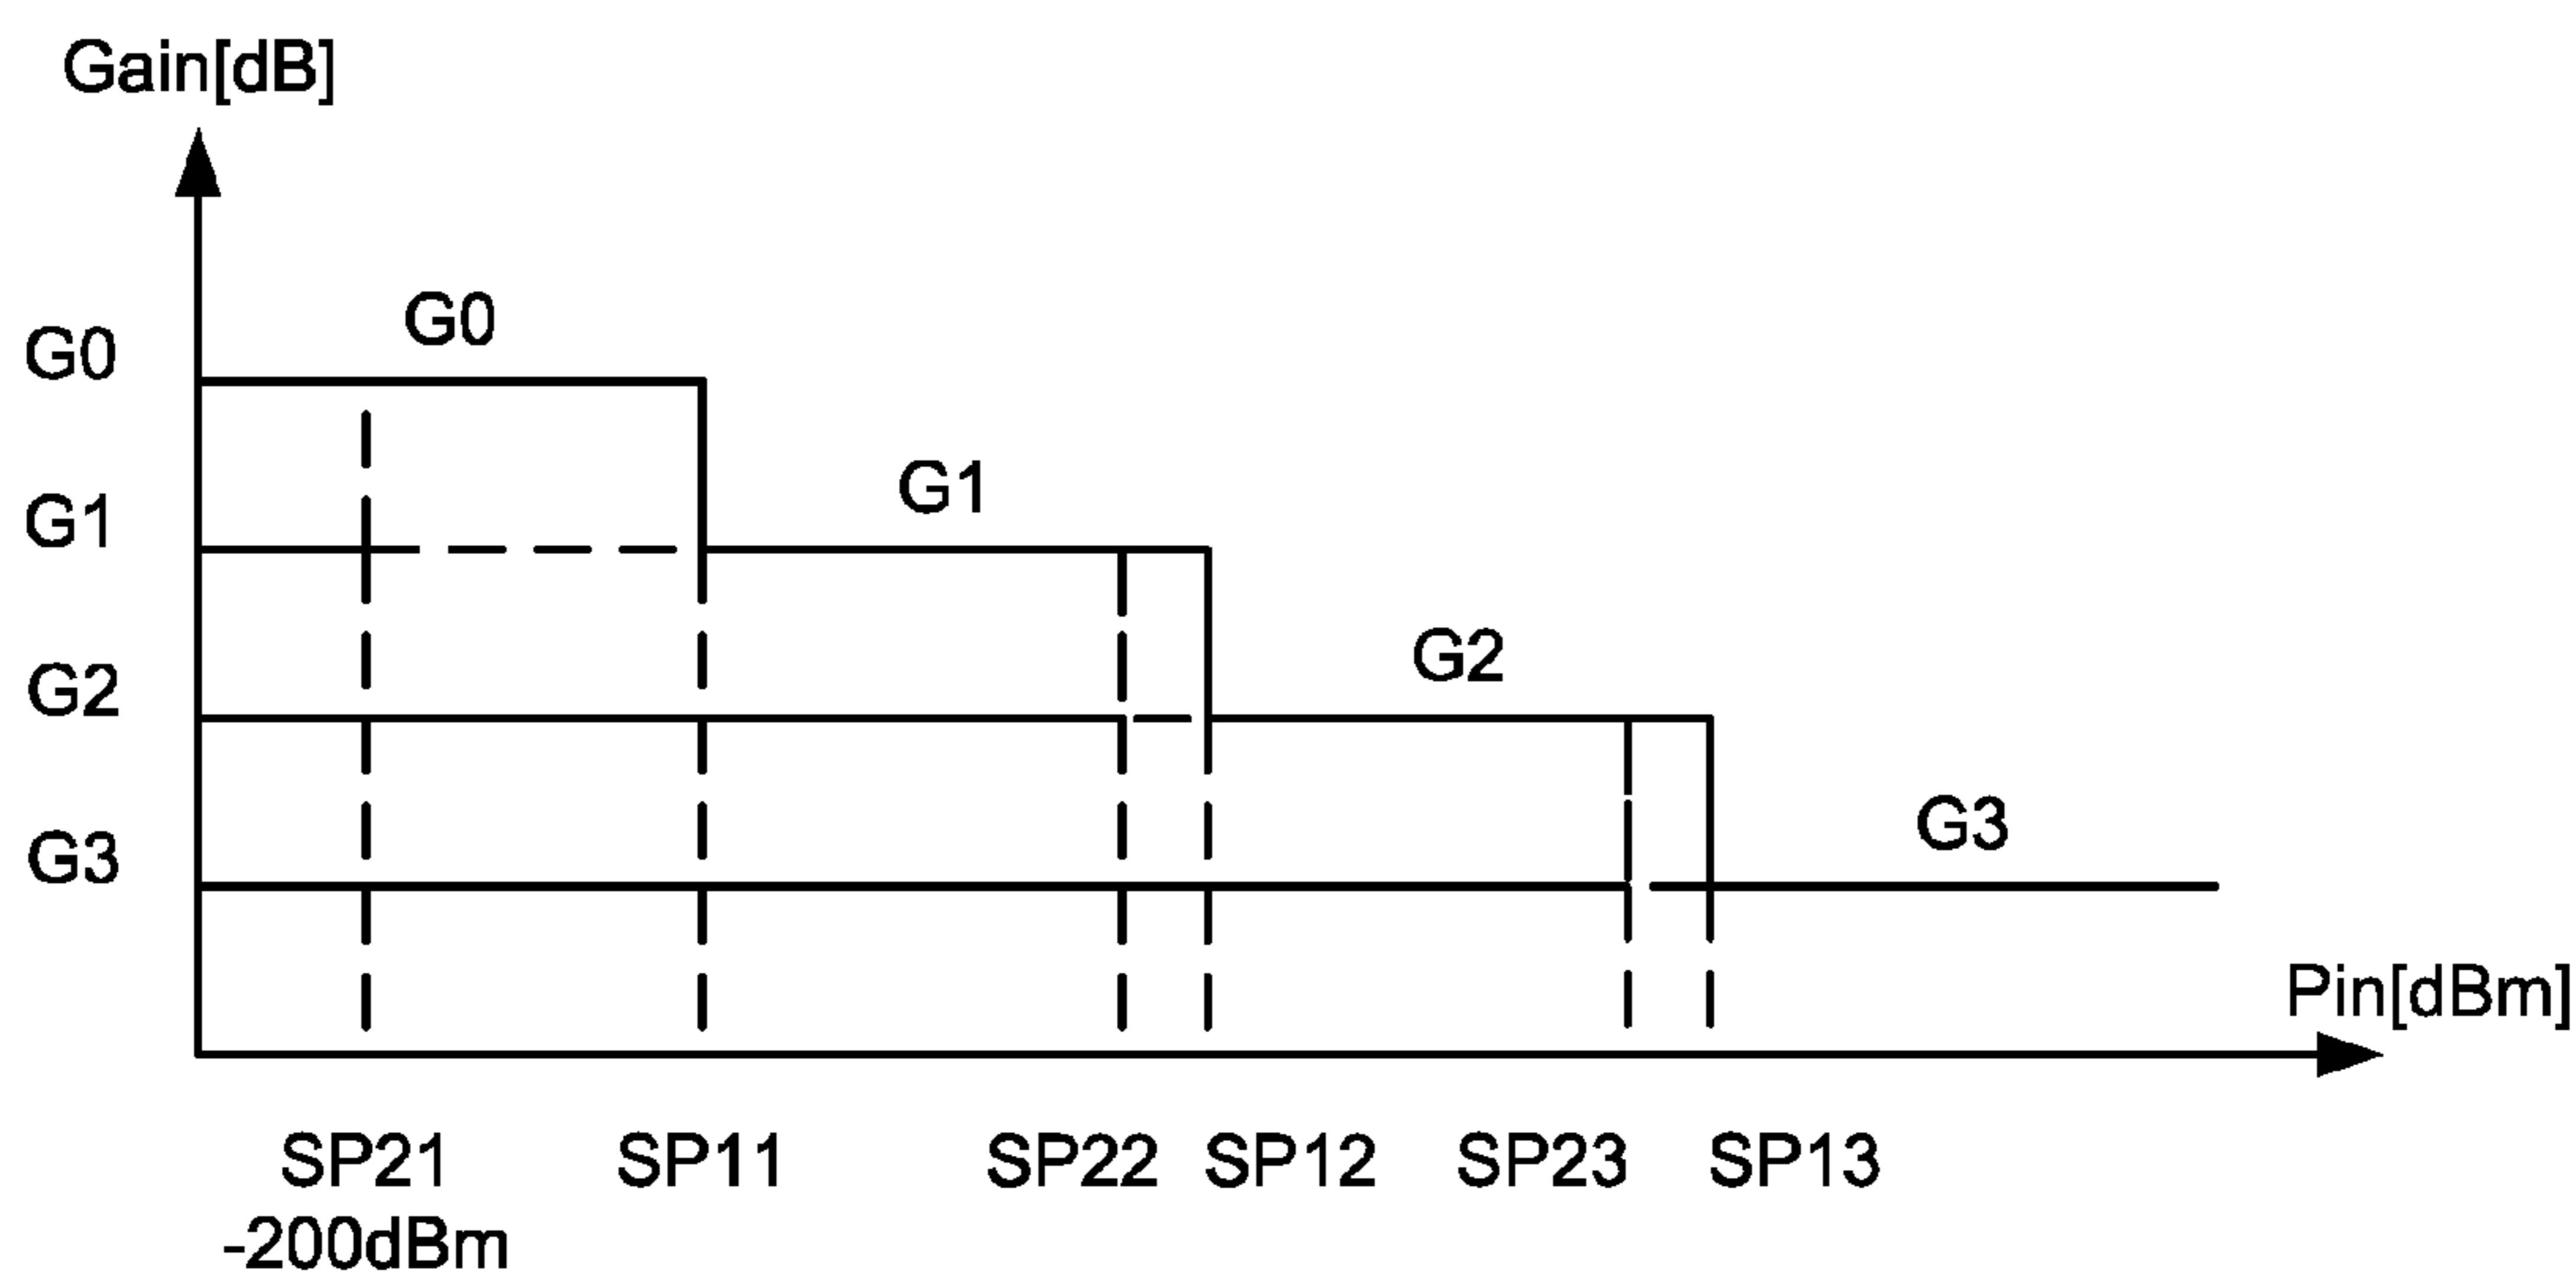 Gain[dB]
G0
G0
G1
G1
G2
G2
G3
G3
Pin[dBm]
SP21 SP11 SP22 SP12 SP23 SP13
-200dBm